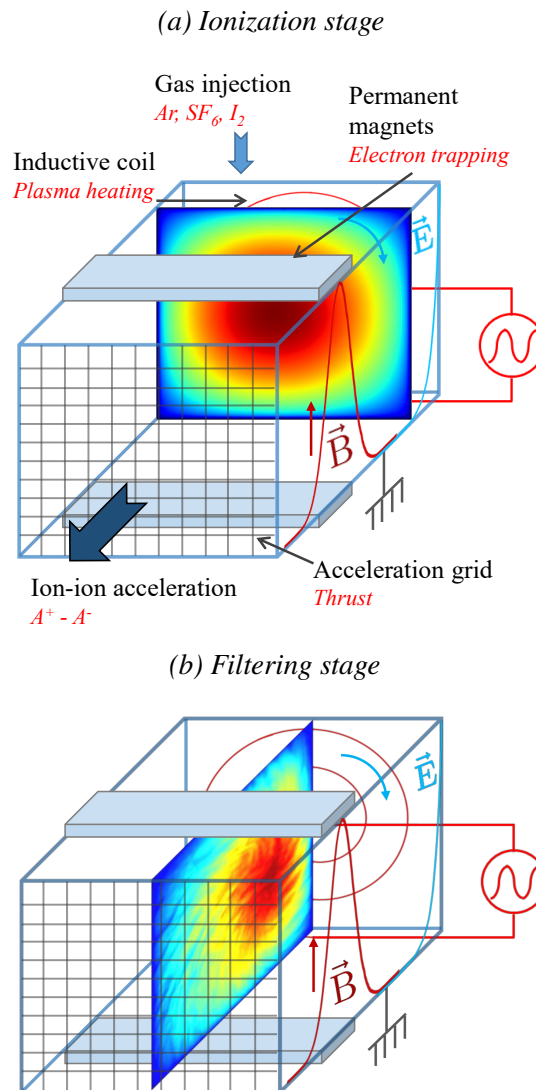 (a) Ionization stage
Gas injection
Ar, SF₆, I₂
Permanent
magnets
Electron trapping
Inductive coil
Plasma heating
E⃗
B⃗
Ion-ion acceleration
A⁺ - A⁻
Acceleration grid
Thrust
(b) Filtering stage
E⃗
B⃗